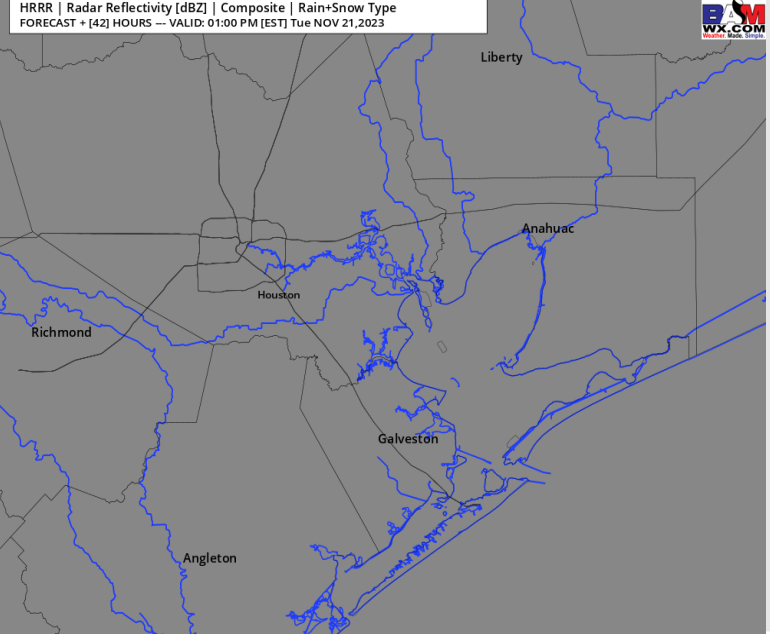 HRRR | Radar Reflectivity [dBZ] | Composite | Rain+Snow Type
FORECAST + [42] HOURS --- VALID: 01:00 PM [EST] Tue NOV 21,2023
BAM
WX.COM
Weather. Made. Simple.
Liberty
Anahuac
Houston
Richmond
Galveston
Angleton